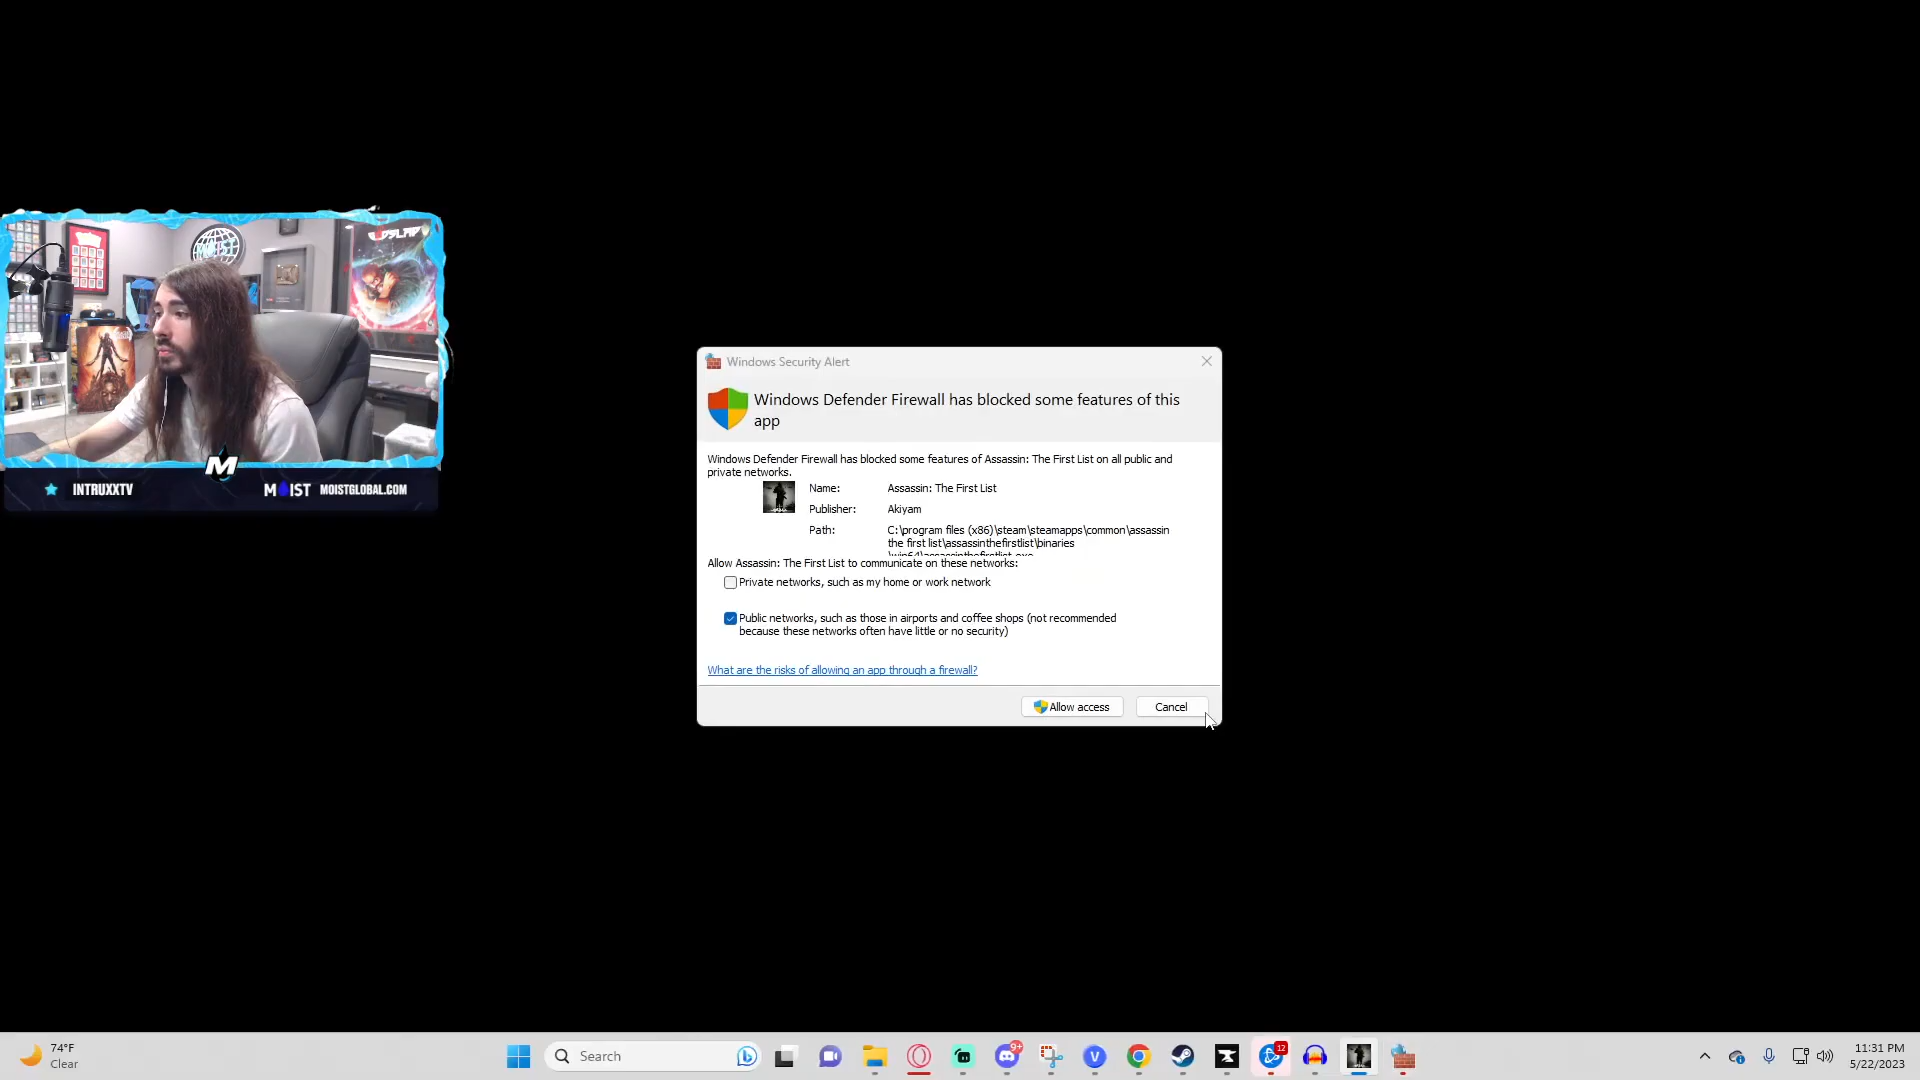 Windows Security Alert
Windows Defender Firewall has blocked some features of this
app
Windows Defender Firewall has blocked some features of Assassin: The First List on all public and
private networks.
Name: Assassin: The First List
Publisher: Akiyam
Path: C:\program files (x86)\steam\steamapps\common\assassin
the first list\assassinthefirstlist\binaries
\win64\assassinthefirstlist.exe
Allow Assassin: The First List to communicate on these networks:
Private networks, such as my home or work network
Public networks, such as those in airports and coffee shops (not recommended
because these networks often have little or no security)
What are the risks of allowing an app through a firewall?
Allow access
Cancel
M
INTRUXXTV
MOIST MOISTGLOBAL.COM
74°F
Clear
Search
9+
V
12
11:31 PM
5/22/2023